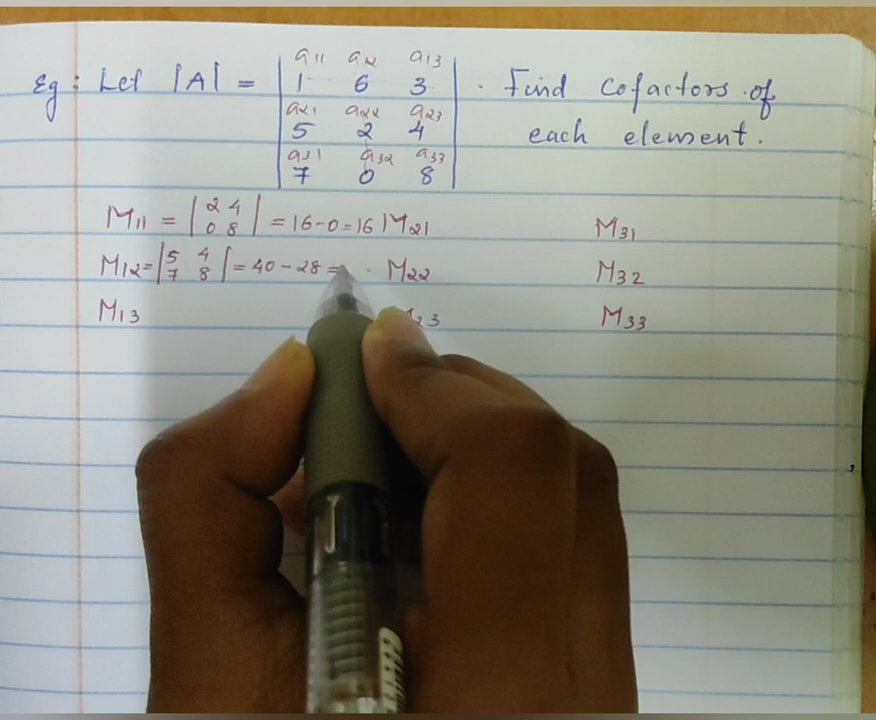 a11 a12 a13
Eg: Let |A| = | 1 6 3 | . Find cofactors of
a21 a22 a23
| 5 2 4 | each element.
a31 a32 a33
| 7 0 8 |
M11 = | 2 4 | = 16-0=16 M21 M31
| 0 8 |
M12= | 5 4 | = 40-28= M22 M32
| 7 8 |
M13 23 M33